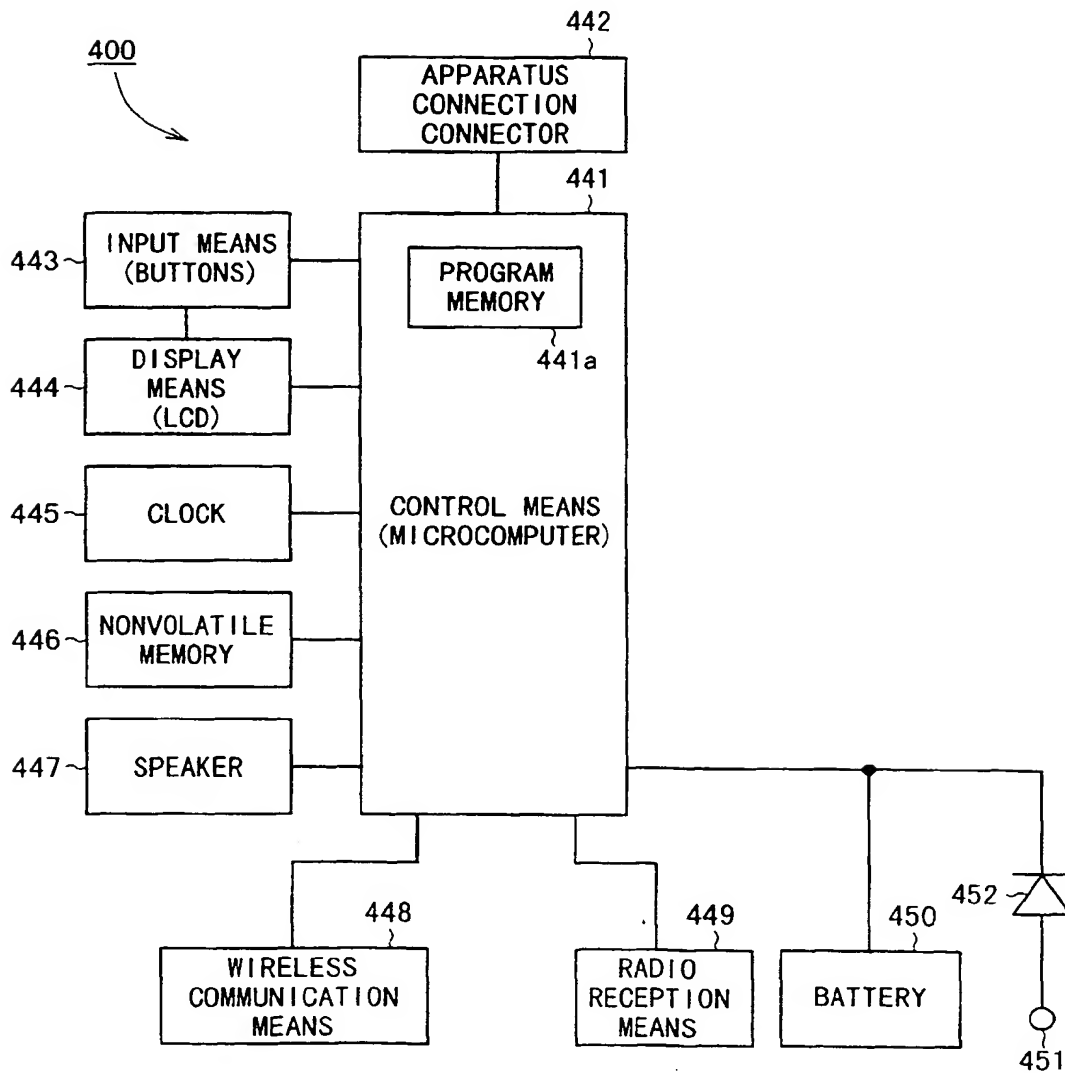 400
442
APPARATUS
CONNECTION
CONNECTOR
441
443
INPUT MEANS
(BUTTONS)
PROGRAM
MEMORY
441a
444
DISPLAY
MEANS
(LCD)
445
CLOCK
CONTROL MEANS
(MICROCOMPUTER)
446
NONVOLATILE
MEMORY
447
SPEAKER
448
WIRELESS
COMMUNICATION
MEANS
449
RADIO
RECEPTION
MEANS
450
BATTERY
452
451